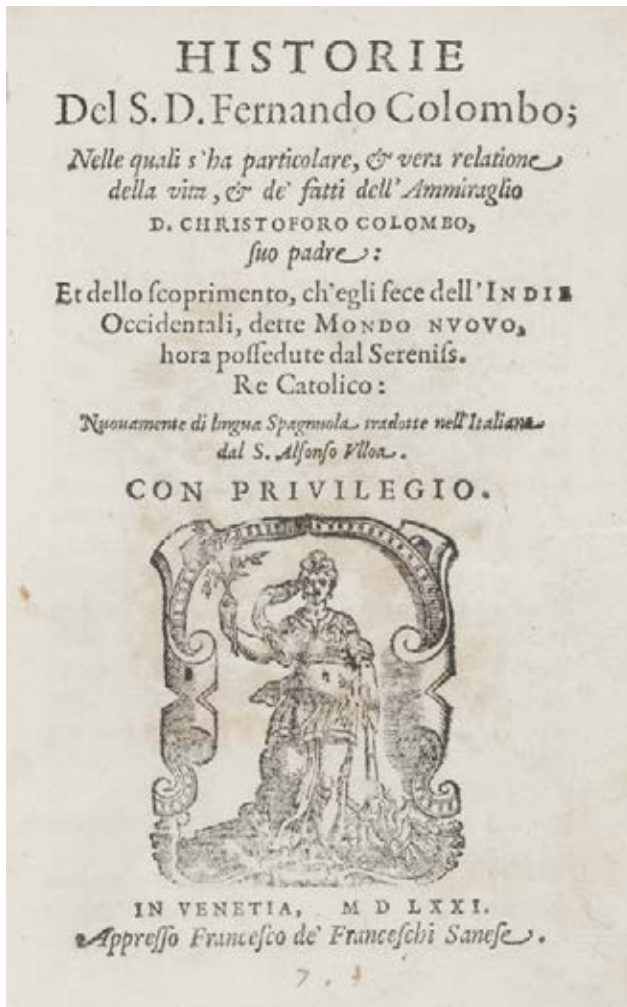 HISTORIE
Del S. D. Fernando Colombo;
Nelle quali s'ha particolare, & vera relatione
della vita, & de' fatti dell'Ammiraglio
D. CHRISTOFORO COLOMBO,
ſuo padre:
Et dello ſcoprimento, ch'egli fece dell'INDIE
Occidentali, dette MONDO NVOVO,
hora poſſedute dal Sereniſs.
Re Catolico:
Nuouamente di lingua Spagnuola tradotte nell'Italiana
dal S. Alfonſo Vlloa.
CON PRIVILEGIO.
IN VENETIA, M D LXXI.
Appreſſo Franceſco de' Franceſchi Saneſe.